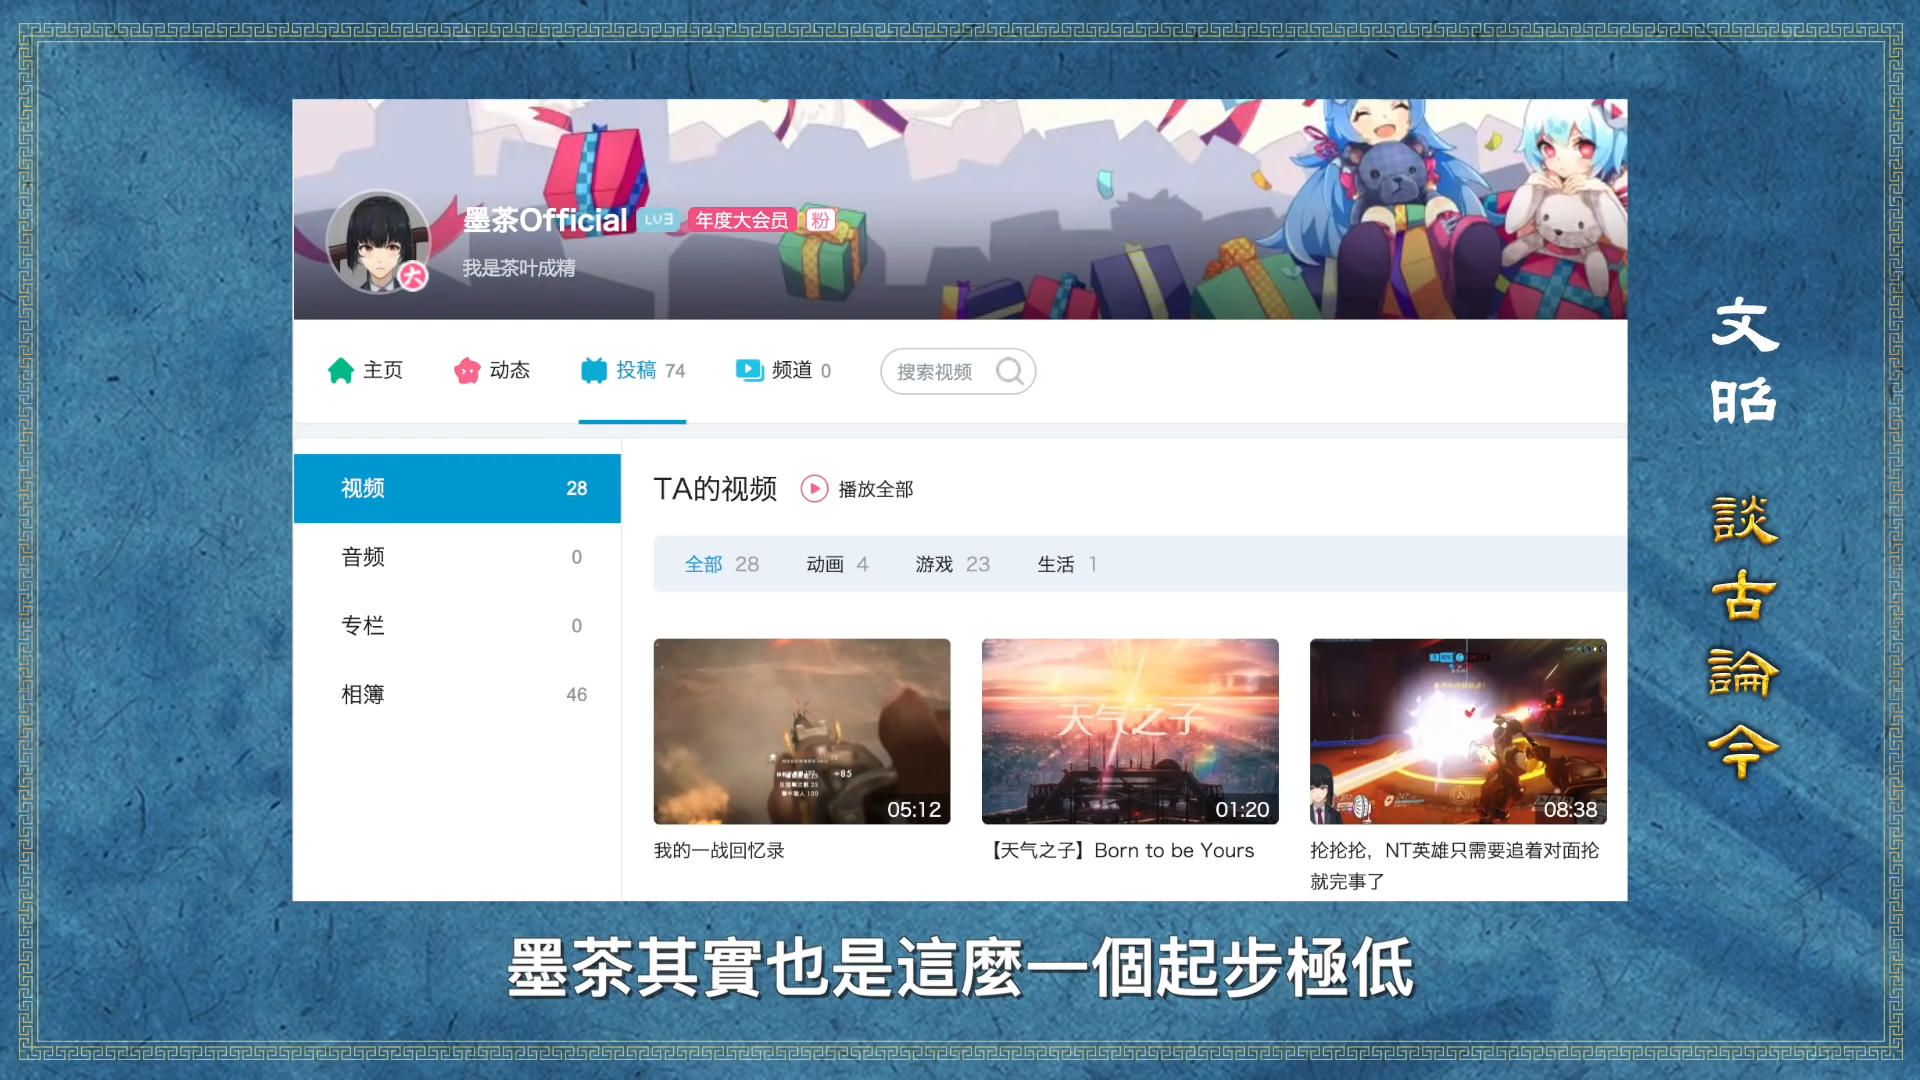 墨茶Official LV3 年度大会员 粉
大
我是茶叶成精
主页 动态 投稿 74 频道 0 搜索视频
视频 28
音频 0
专栏 0
相簿 46
TA的视频 播放全部
全部 28 动画 4 游戏 23 生活 1
+85
05:12
天气之子
01:20
08:38
我的一战回忆录
【天气之子】Born to be Yours
抡抡抡，NT英雄只需要追着对面抡
就完事了
文昭 談古論今
墨茶其實也是這麼一個起步極低